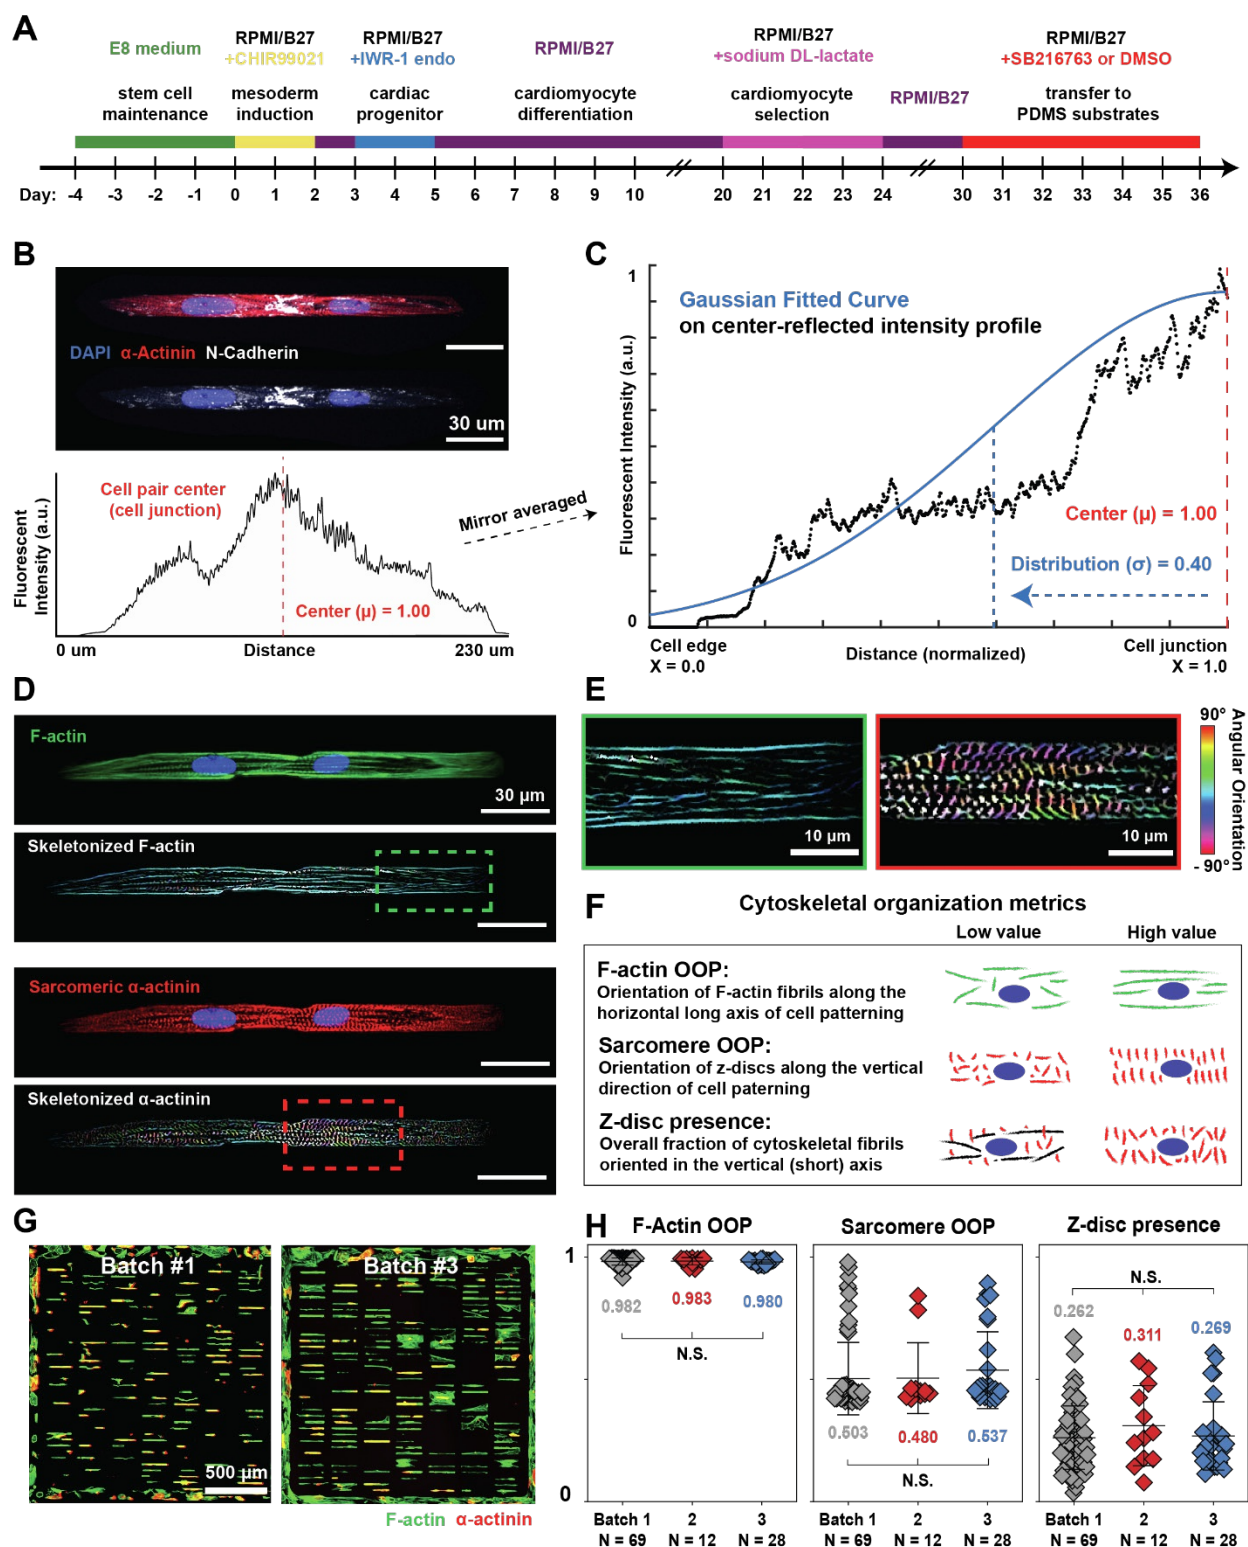 A
E8 medium
RPMI/B27
+CHIR99021
RPMI/B27
+IWR-1 endo
RPMI/B27
RPMI/B27
+sodium DL-lactate
RPMI/B27
RPMI/B27
+SB216763 or DMSO
stem cell
maintenance
mesoderm
induction
cardiac
progenitor
cardiomyocyte
differentiation
cardiomyocyte
selection
transfer to
PDMS substrates
Day: -4 -3 -2 -1 0 1 2 3 4 5 6 7 8 9 10 20 21 22 23 24 30 31 32 33 34 35 36
B
DAPI α-Actinin N-Cadherin
30 um
Cell pair center
(cell junction)
Mirror averaged
Fluorescent
Intensity (a.u.)
Center (μ) = 1.00
0 um Distance 230 um
C
1
Gaussian Fitted Curve
on center-reflected intensity profile
Fluorescent Intensity (a.u.)
Center (μ) = 1.00
Distribution (σ) = 0.40
0
Cell edge
X = 0.0
Distance (normalized)
Cell junction
X = 1.0
D
F-actin
30 μm
Skeletonized F-actin
Sarcomeric α-actinin
Skeletonized α-actinin
E
10 μm
10 μm
90°
Angular Orientation
- 90°
F
Cytoskeletal organization metrics
Low value High value
F-actin OOP:
Orientation of F-actin fibrils along the
horizontal long axis of cell patterning
Sarcomere OOP:
Orientation of z-discs along the vertical
direction of cell paterning
Z-disc presence:
Overall fraction of cytoskeletal fibrils
oriented in the vertical (short) axis
G
Batch #1
500 μm
Batch #3
F-actin α-actinin
H
F-Actin OOP
Sarcomere OOP
Z-disc presence
1
0
0.982 0.983 0.980
N.S.
0.503 0.480 0.537
N.S.
N.S.
0.262 0.311 0.269
Batch 1 2 3
N = 69 N = 12 N = 28
Batch 1 2 3
N = 69 N = 12 N = 28
Batch 1 2 3
N = 69 N = 12 N = 28